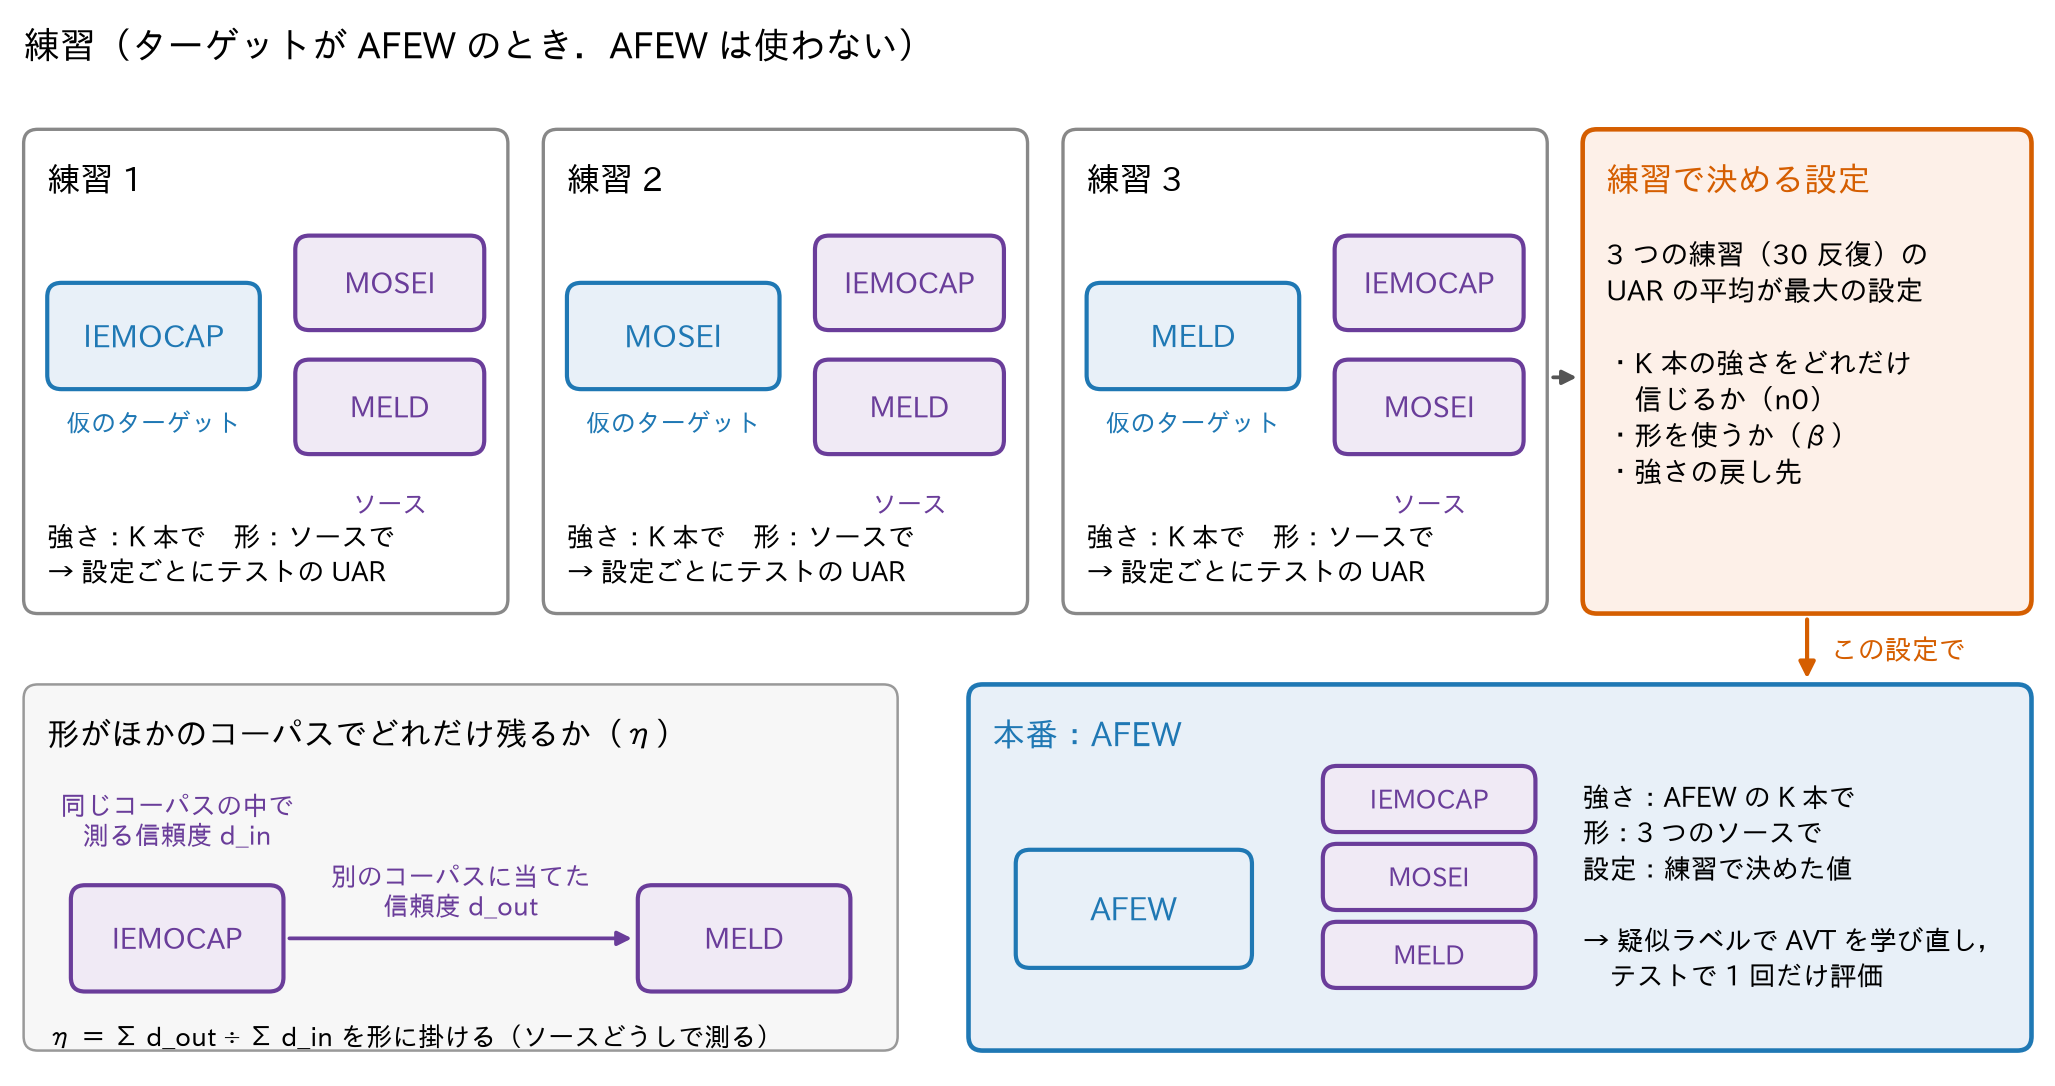 練習（ターゲットが AFEW のとき．AFEW は使わない）
練習 1
MOSEI
IEMOCAP
MELD
仮のターゲット
ソース
強さ：K 本で　形：ソースで
→ 設定ごとにテストの UAR
練習 2
IEMOCAP
MOSEI
MELD
仮のターゲット
ソース
強さ：K 本で　形：ソースで
→ 設定ごとにテストの UAR
練習 3
IEMOCAP
MELD
MOSEI
仮のターゲット
ソース
強さ：K 本で　形：ソースで
→ 設定ごとにテストの UAR
練習で決める設定
3 つの練習（30 反復）の
UAR の平均が最大の設定
・K 本の強さをどれだけ
信じるか（n0）
・形を使うか（β）
・強さの戻し先
この設定で
形がほかのコーパスでどれだけ残るか（η）
同じコーパスの中で
測る信頼度 d_in
別のコーパスに当てた
信頼度 d_out
IEMOCAP
MELD
η ＝ Σ d_out ÷ Σ d_in を形に掛ける（ソースどうしで測る）
本番：AFEW
AFEW
IEMOCAP
MOSEI
MELD
強さ：AFEW の K 本で
形：3 つのソースで
設定：練習で決めた値
→ 疑似ラベルで AVT を学び直し，
テストで 1 回だけ評価